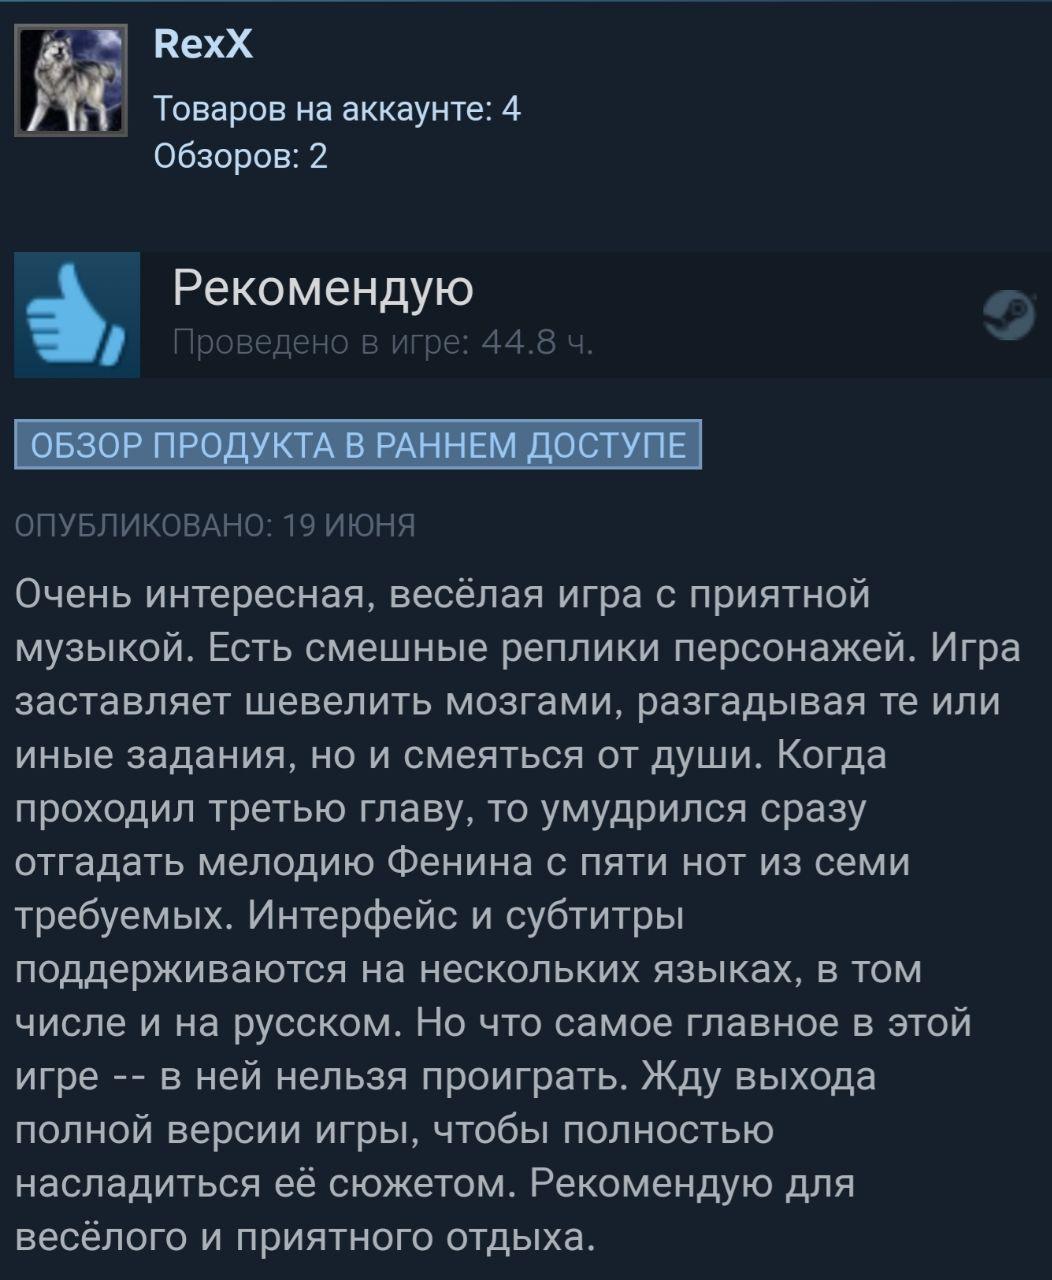 RexX
Товаров на аккаунте: 4
Обзоров: 2
Рекомендую
Проведено в игре: 44.8 ч.
ОБЗОР ПРОДУКТА В РАННЕМ ДОСТУПЕ
ОПУБЛИКОВАНО: 19 ИЮНЯ
Очень интересная, весёлая игра с приятной
музыкой. Есть смешные реплики персонажей. Игра
заставляет шевелить мозгами, разгадывая те или
иные задания, но и смеяться от души. Когда
проходил третью главу, то умудрился сразу
отгадать мелодию Фенина с пяти нот из семи
требуемых. Интерфейс и субтитры
поддерживаются на нескольких языках, в том
числе и на русском. Но что самое главное в этой
игре -- в ней нельзя проиграть. Жду выхода
полной версии игры, чтобы полностью
насладиться её сюжетом. Рекомендую для
весёлого и приятного отдыха.